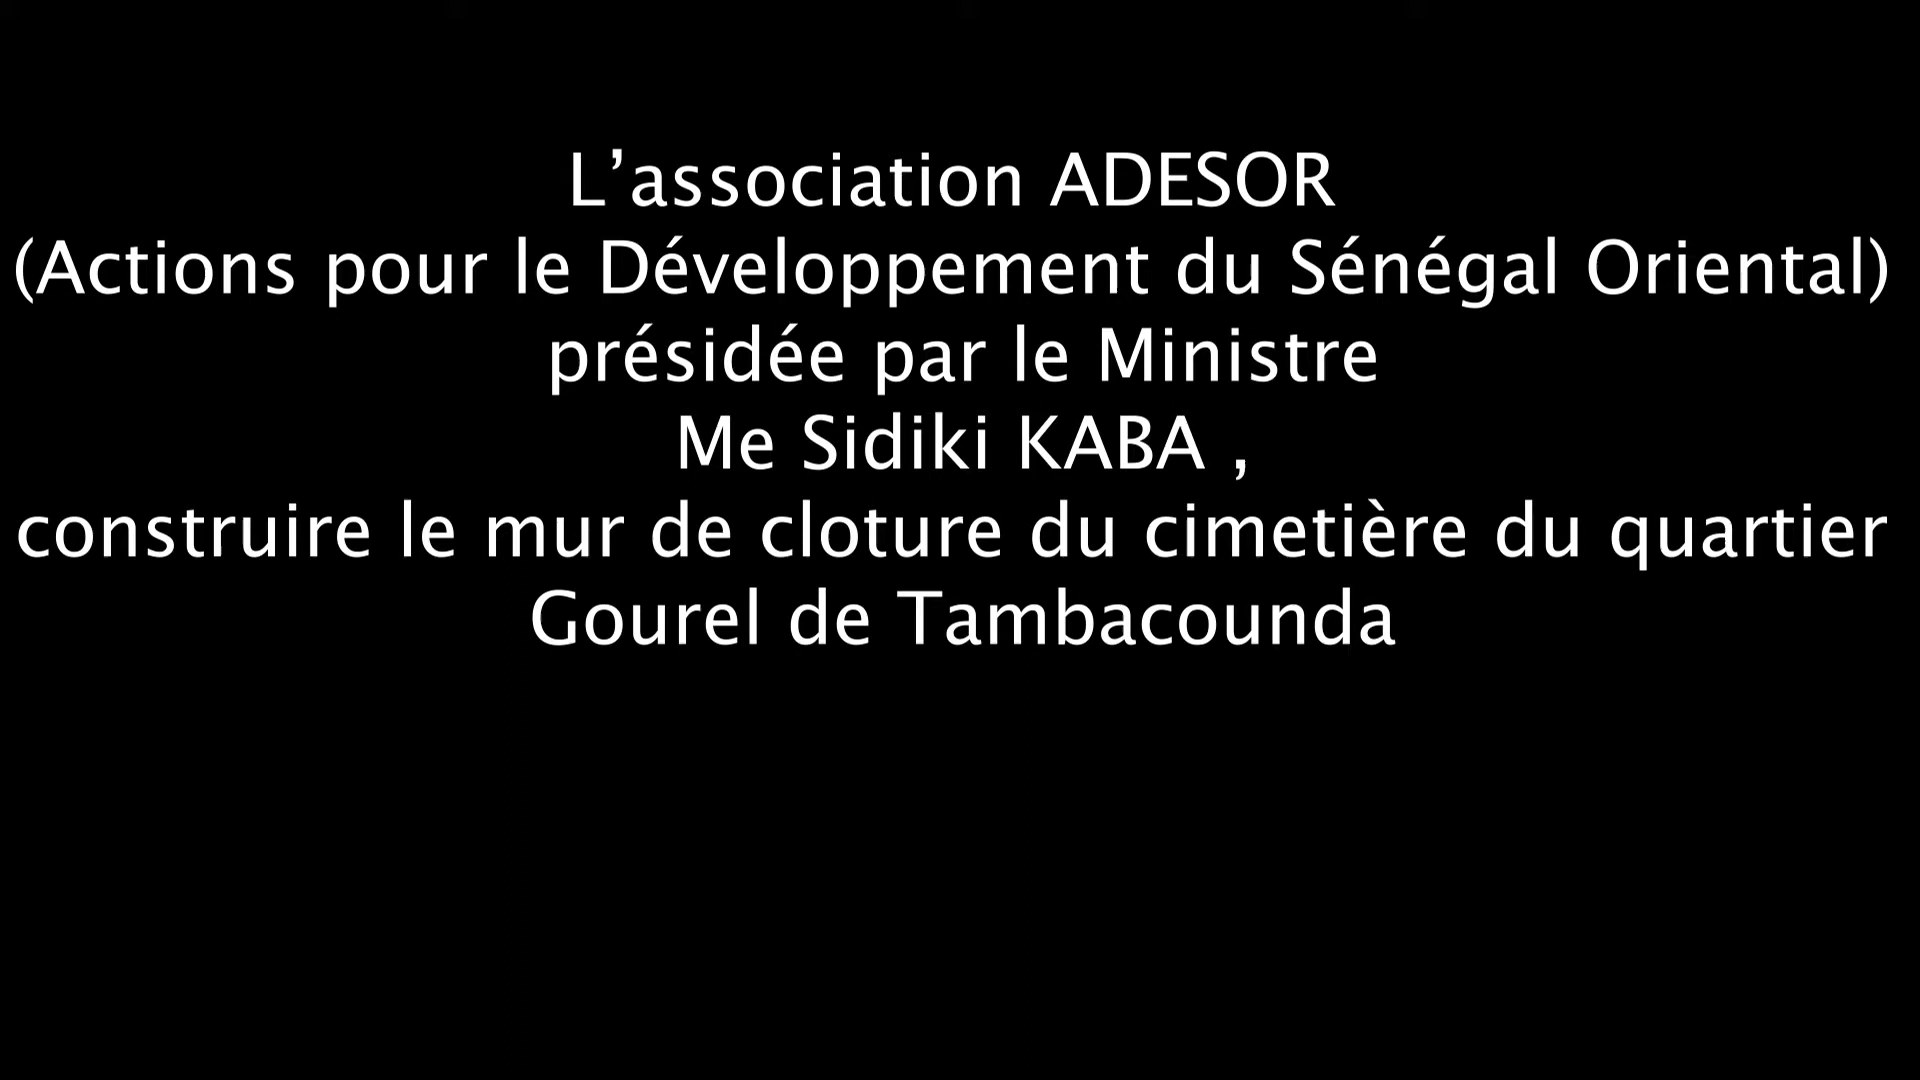 L’association ADESOR
(Actions pour le Développement du Sénégal Oriental)
présidée par le Ministre
Me Sidiki KABA ,
construire le mur de cloture du cimetière du quartier
Gourel de Tambacounda